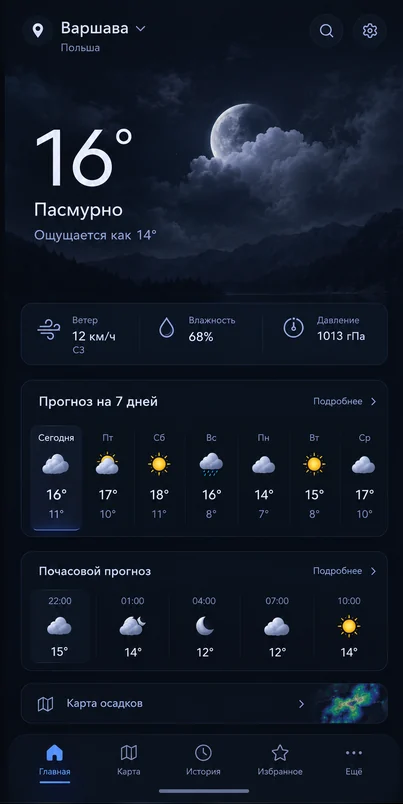 Варшава
Польша
16°
Пасмурно
Ощущается как 14°
Ветер
12 км/ч
СЗ
Влажность
68%
Давление
1013 гПа
Прогноз на 7 дней
Подробнее
Сегодня Пт Сб Вс Пн Вт Ср
16° 17° 18° 16° 14° 15° 17°
11° 10° 11° 8° 7° 8° 10°
Почасовой прогноз
Подробнее
22:00 01:00 04:00 07:00 10:00
15° 14° 12° 12° 14°
Карта осадков
Главная Карта История Избранное Ещё